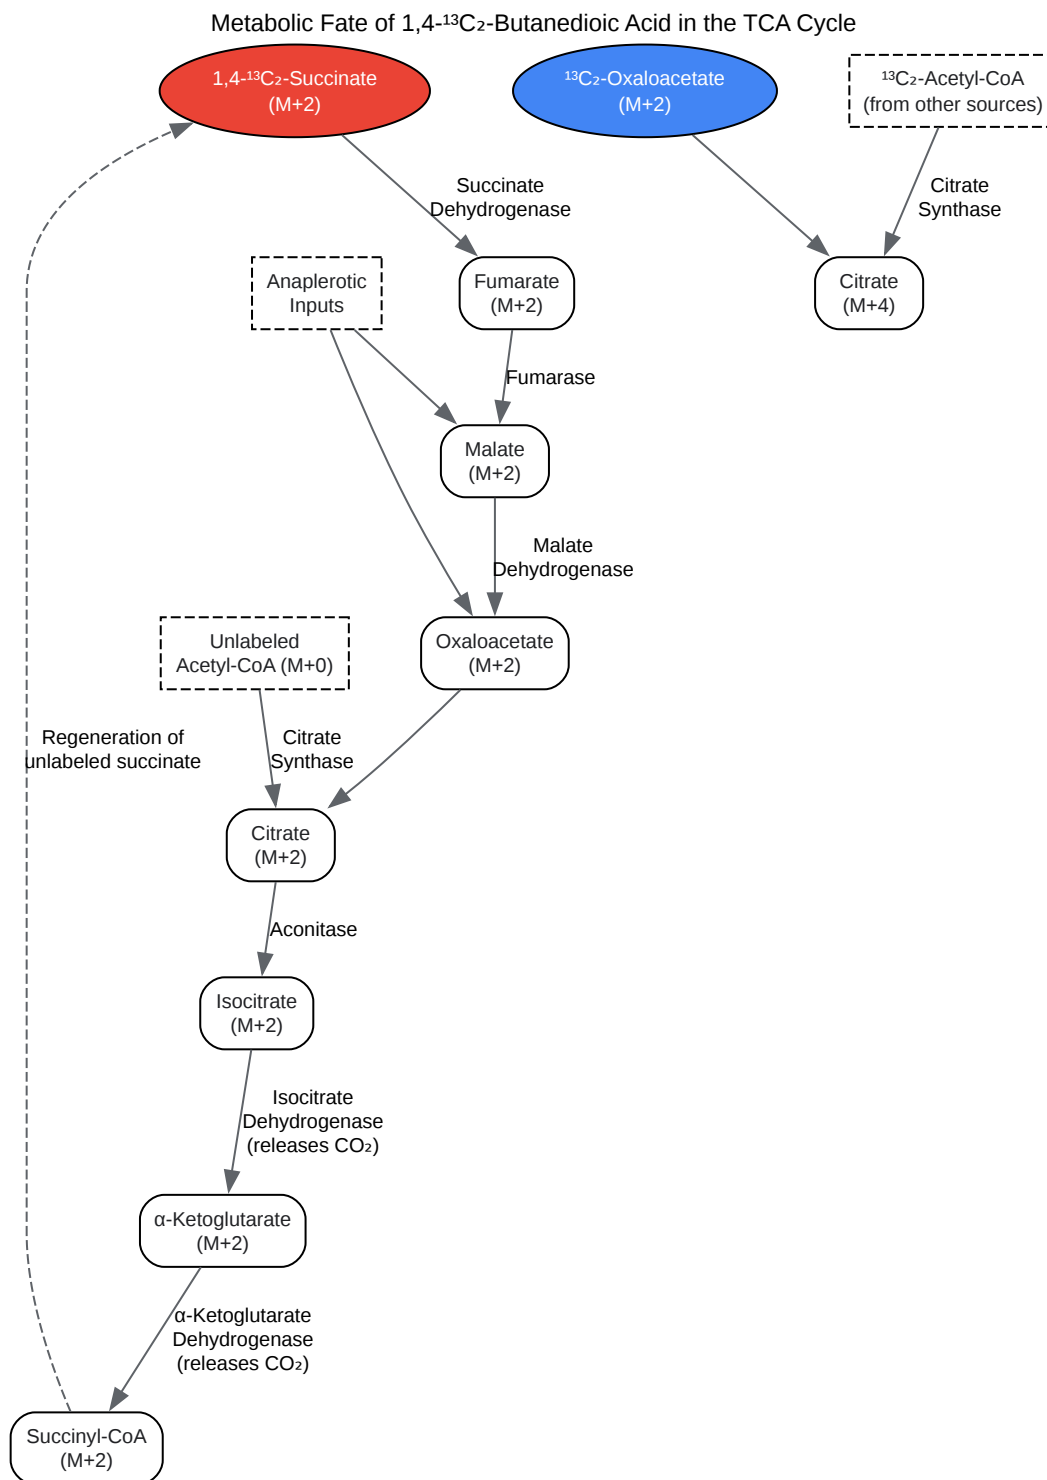 Metabolic Fate of 1,4-¹³C₂-Butanedioic Acid in the TCA Cycle
1,4-¹³C₂-Succinate
(M+2)
¹³C₂-Oxaloacetate
(M+2)
¹³C₂-Acetyl-CoA
(from other sources)
Succinate
Dehydrogenase
Citrate
Synthase
Anaplerotic
Inputs
Fumarate
(M+2)
Citrate
(M+4)
Fumarase
Malate
(M+2)
Malate
Dehydrogenase
Unlabeled
Acetyl-CoA (M+0)
Oxaloacetate
(M+2)
Regeneration of
unlabeled succinate
Citrate
Synthase
Citrate
(M+2)
Aconitase
Isocitrate
(M+2)
Isocitrate
Dehydrogenase
(releases CO₂)
α-Ketoglutarate
(M+2)
α-Ketoglutarate
Dehydrogenase
(releases CO₂)
Succinyl-CoA
(M+2)